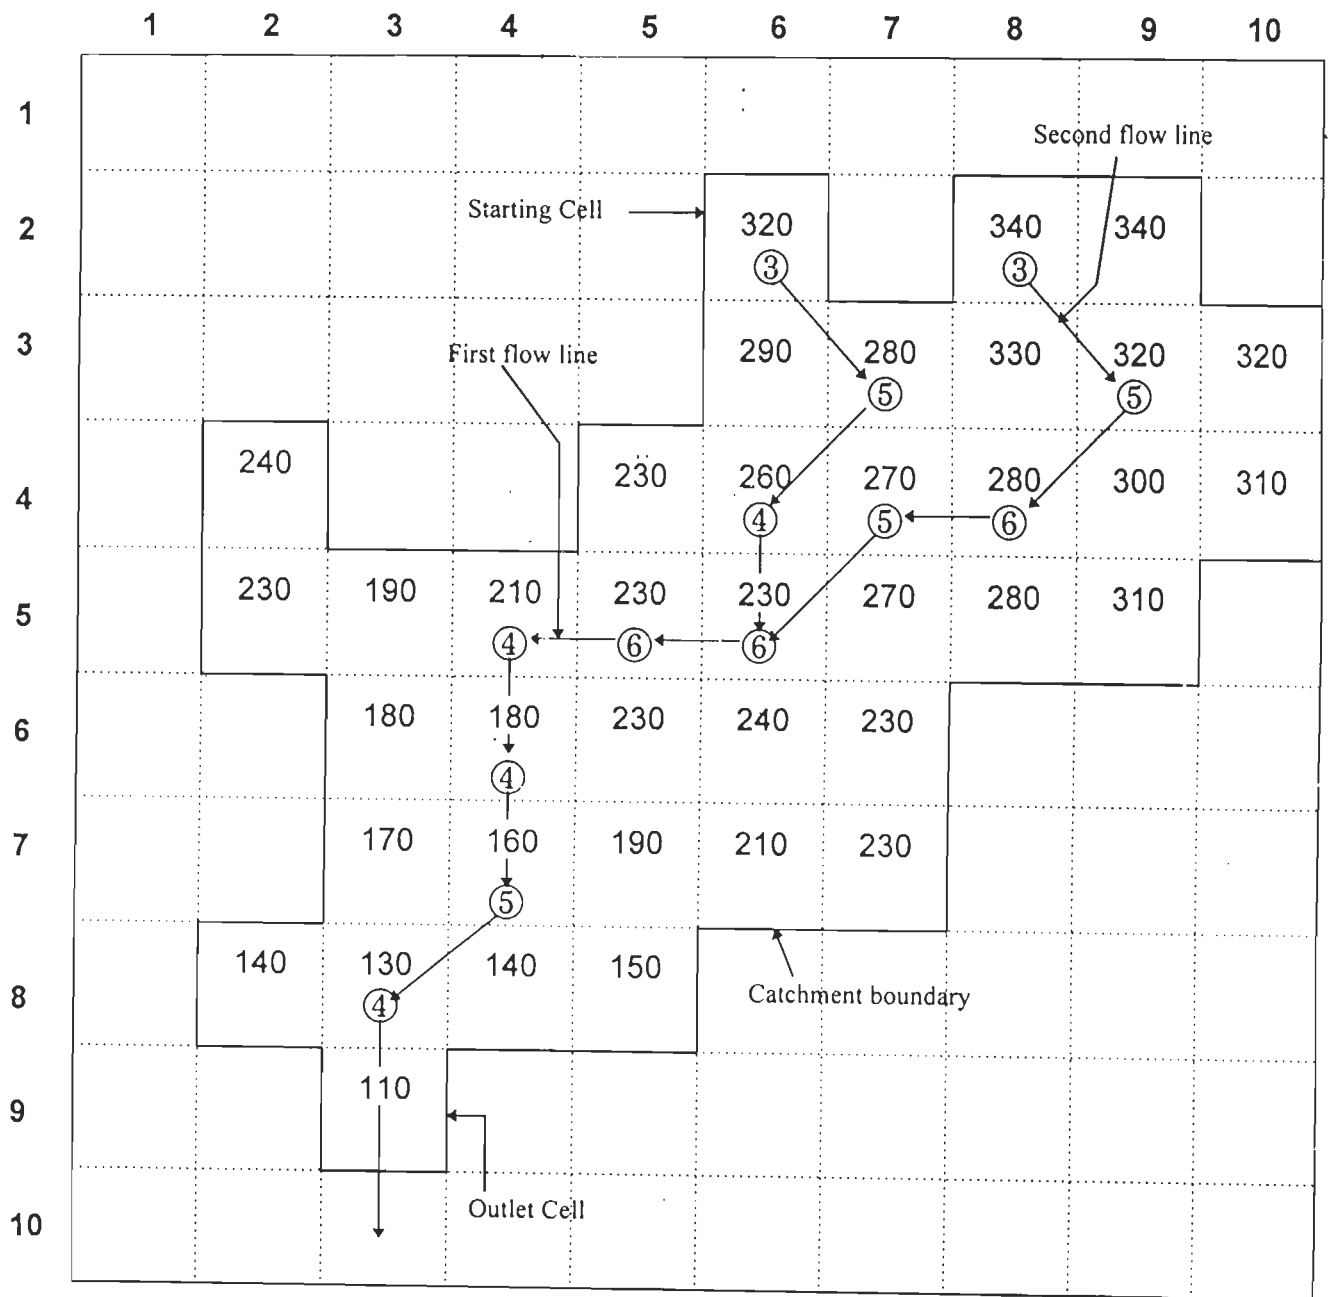 1 2 3 4 5 6 7 8 9 10
1
Second flow line
2 Starting Cell 320 340 340
③ ③
3 First flow line 290 280 330 320 320
⑤ ⑤
4 240 230 260 270 280 300 310
④ ⑤ ⑥
5 230 190 210 230 230 270 280 310
④ ⑥ ⑥
6 180 180 230 240 230
④
7 170 160 190 210 230
⑤
8 140 130 140 150 Catchment boundary
④
9 110
Outlet Cell
10